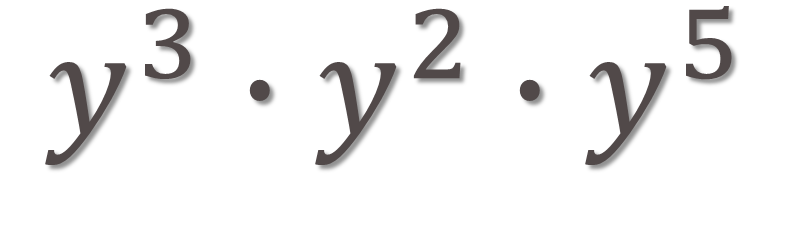 y³ · y² · y⁵